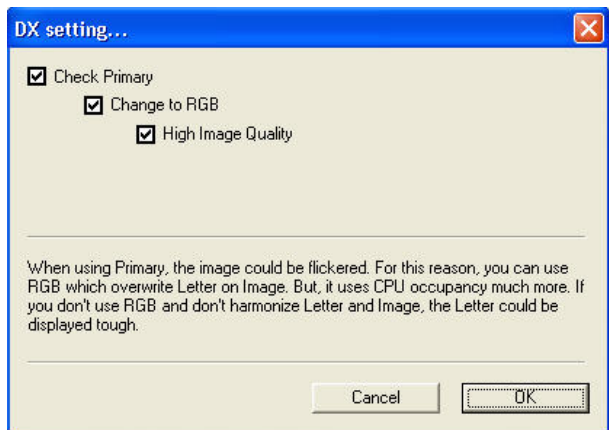 DX setting...
Check Primary
Change to RGB
High Image Quality
When using Primary, the image could be flickered. For this reason, you can use
RGB which overwrite Letter on Image. But, it uses CPU occupancy much more. If
you don't use RGB and don't harmonize Letter and Image, the Letter could be
displayed tough.
Cancel
OK